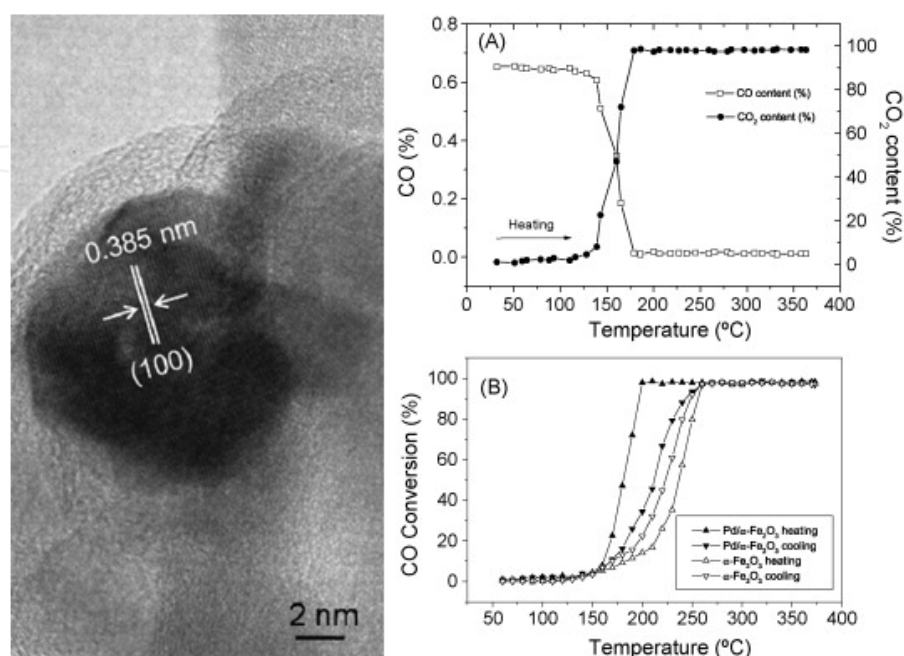 0.385 nm
(100)
2 nm
(A)
CO (%)
0.8
0.6
0.4
0.2
0.0
CO content (%)
CO₂ content (%)
Heating
100
80
60
40
20
0
CO₂ content (%)
0 50 100 150 200 250 300 350 400
Temperature (ºC)
(B)
CO Conversion (%)
100
80
60
40
20
0
Pd/α-Fe₂O₃ heating
Pd/α-Fe₂O₃ cooling
α-Fe₂O₃ heating
α-Fe₂O₃ cooling
50 100 150 200 250 300 350 400
Temperature (ºC)